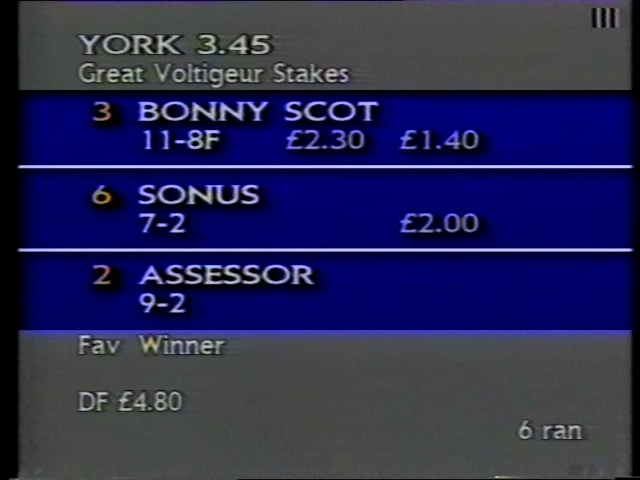 YORK 3.45
Great Voltigeur Stakes
3 BONNY SCOT
11-8F £2.30 £1.40
6 SONUS
7-2 £2.00
2 ASSESSOR
9-2
Fav Winner
DF £4.80
6 ran